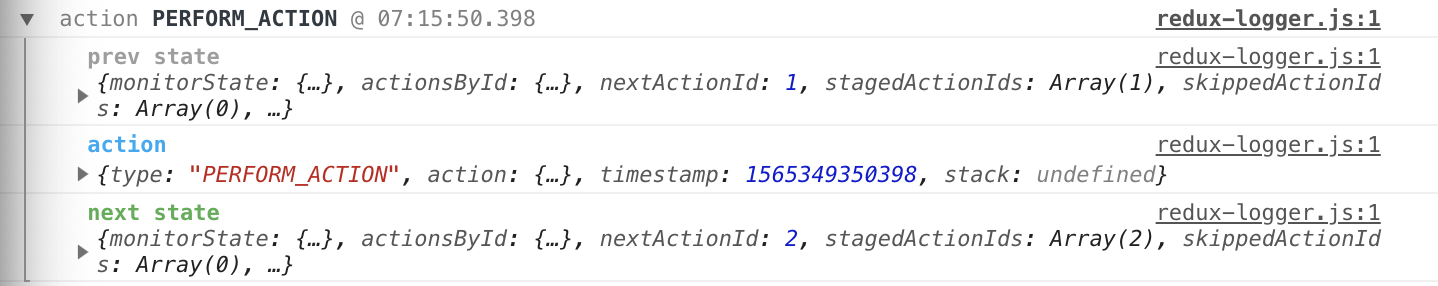 ▼ action PERFORM_ACTION @ 07:15:50.398 redux-logger.js:1
prev state redux-logger.js:1
▶ {monitorState: {…}, actionsById: {…}, nextActionId: 1, stagedActionIds: Array(1), skippedActionId
s: Array(0), …}
action redux-logger.js:1
▶ {type: "PERFORM_ACTION", action: {…}, timestamp: 1565349350398, stack: undefined}
next state redux-logger.js:1
▶ {monitorState: {…}, actionsById: {…}, nextActionId: 2, stagedActionIds: Array(2), skippedActionId
s: Array(0), …}